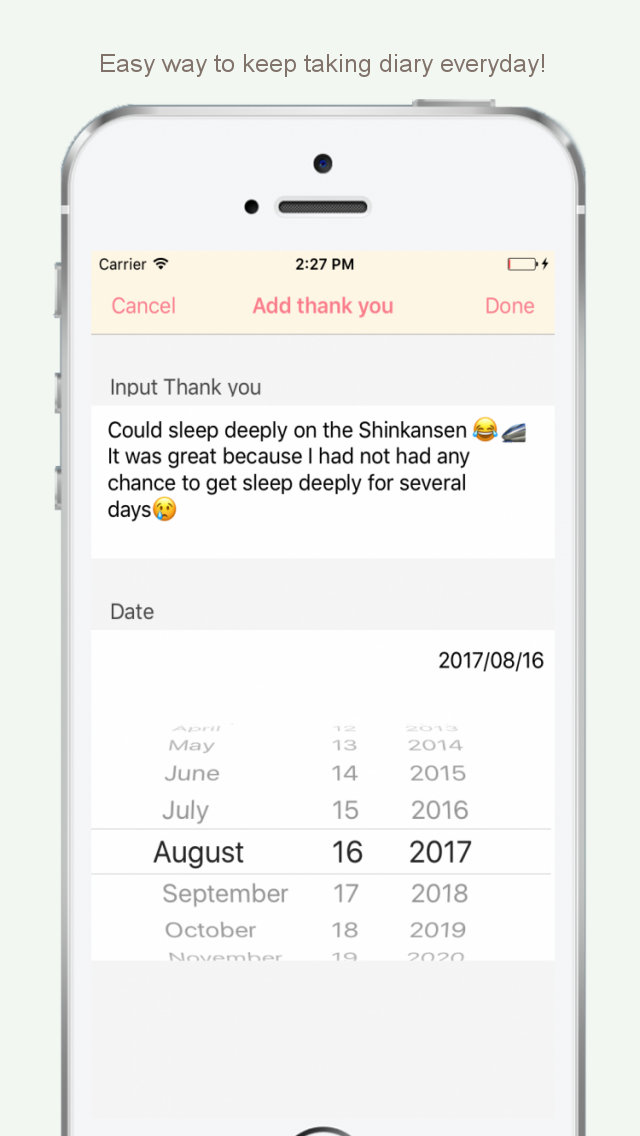 Easy way to keep taking diary everyday!
Carrier 2:27 PM
Cancel Add thank you Done
Input Thank you
Could sleep deeply on the Shinkansen 😂🚄
It was great because I had not had any
chance to get sleep deeply for several
days😢
Date
2017/08/16
April 12 2013
May 13 2014
June 14 2015
July 15 2016
August 16 2017
September 17 2018
October 18 2019
November 19 2020